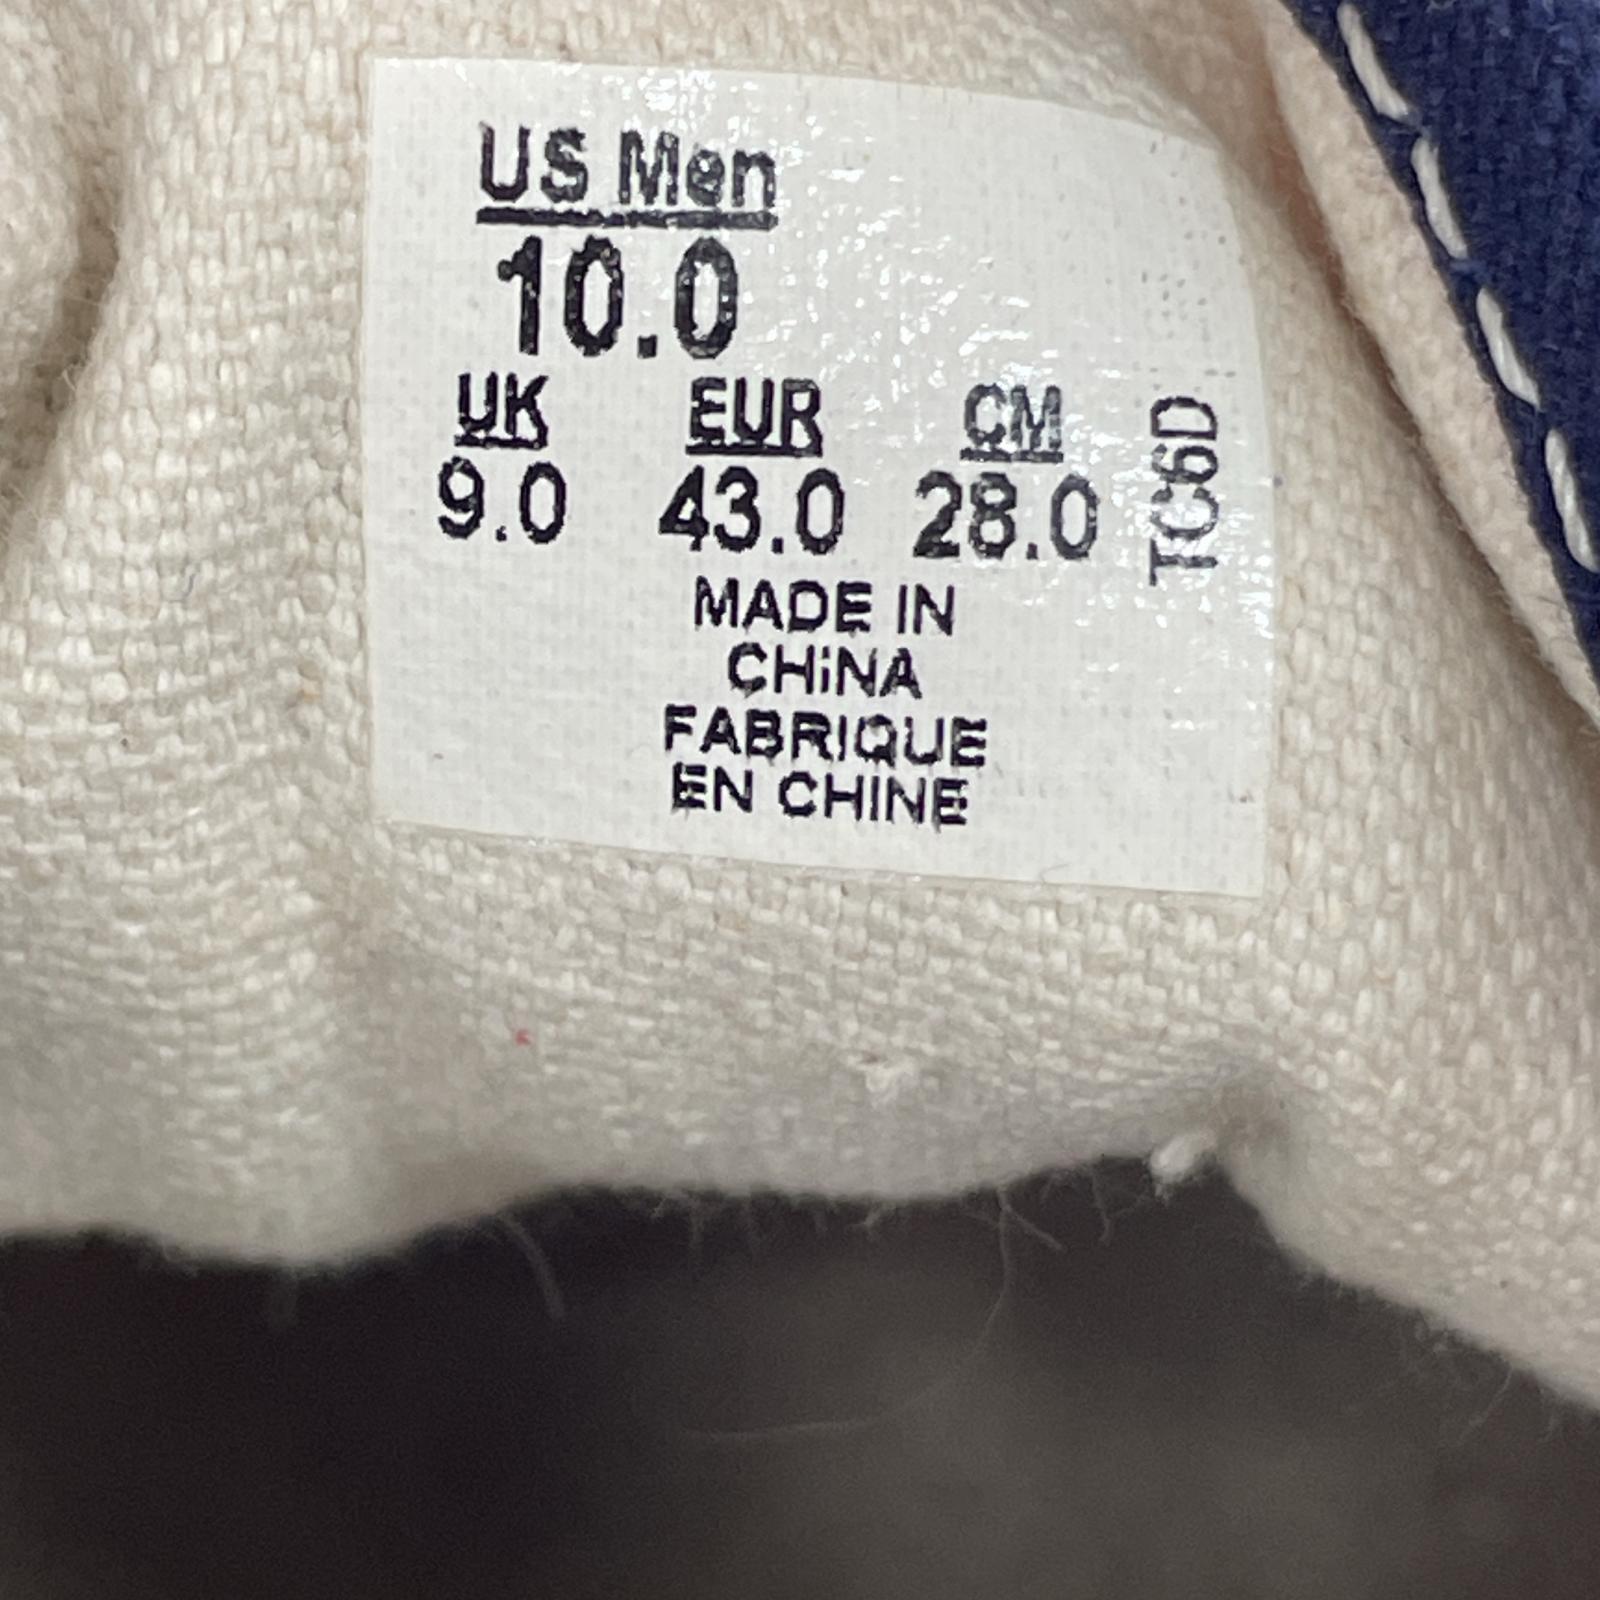 US Men
10.0
UK EUR CM
9.0 43.0 28.0
TC6D
MADE IN
CHiNA
FABRIQUE
EN CHINE